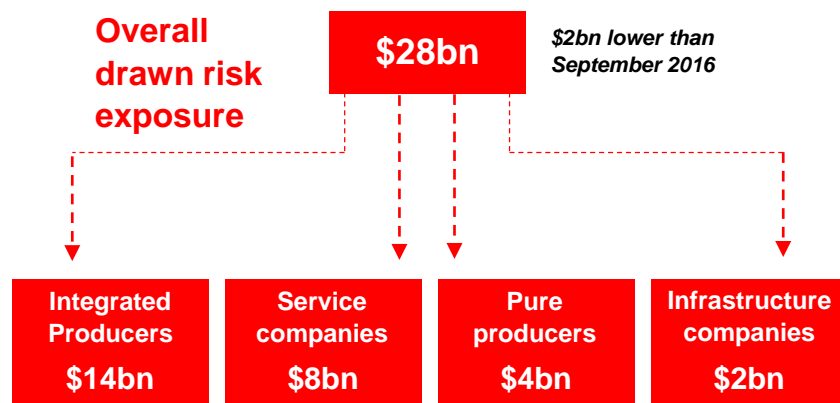 Overall
drawn risk
exposure
$28bn
$2bn lower than
September 2016
Integrated
Producers
$14bn
Service
companies
$8bn
Pure
producers
$4bn
Infrastructure
companies
$2bn